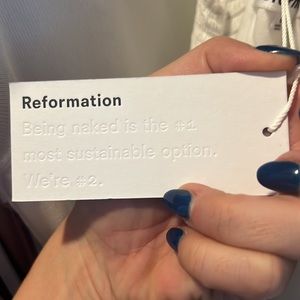 Reformation
Being naked is the #1
most sustainable option.
We're #2.